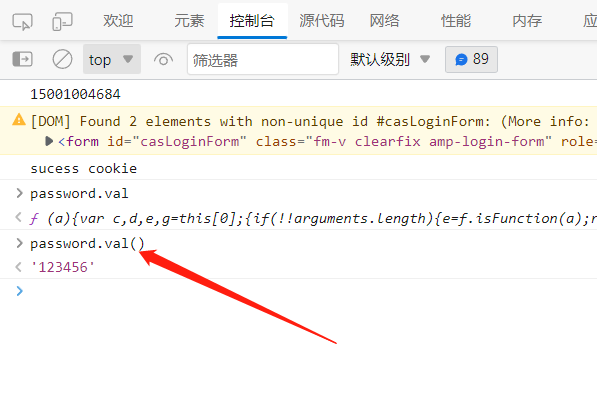 欢迎 元素 控制台 源代码 网络 性能 内存
top 筛选器 默认级别 89
15001004684
[DOM] Found 2 elements with non-unique id #casLoginForm: (More info:
<form id="casLoginForm" class="fm-v clearfix amp-login-form" role=
sucess cookie
password.val
ƒ (a){var c,d,e,g=this[0];{if(!!arguments.length){e=f.isFunction(a);r
password.val()
'123456'